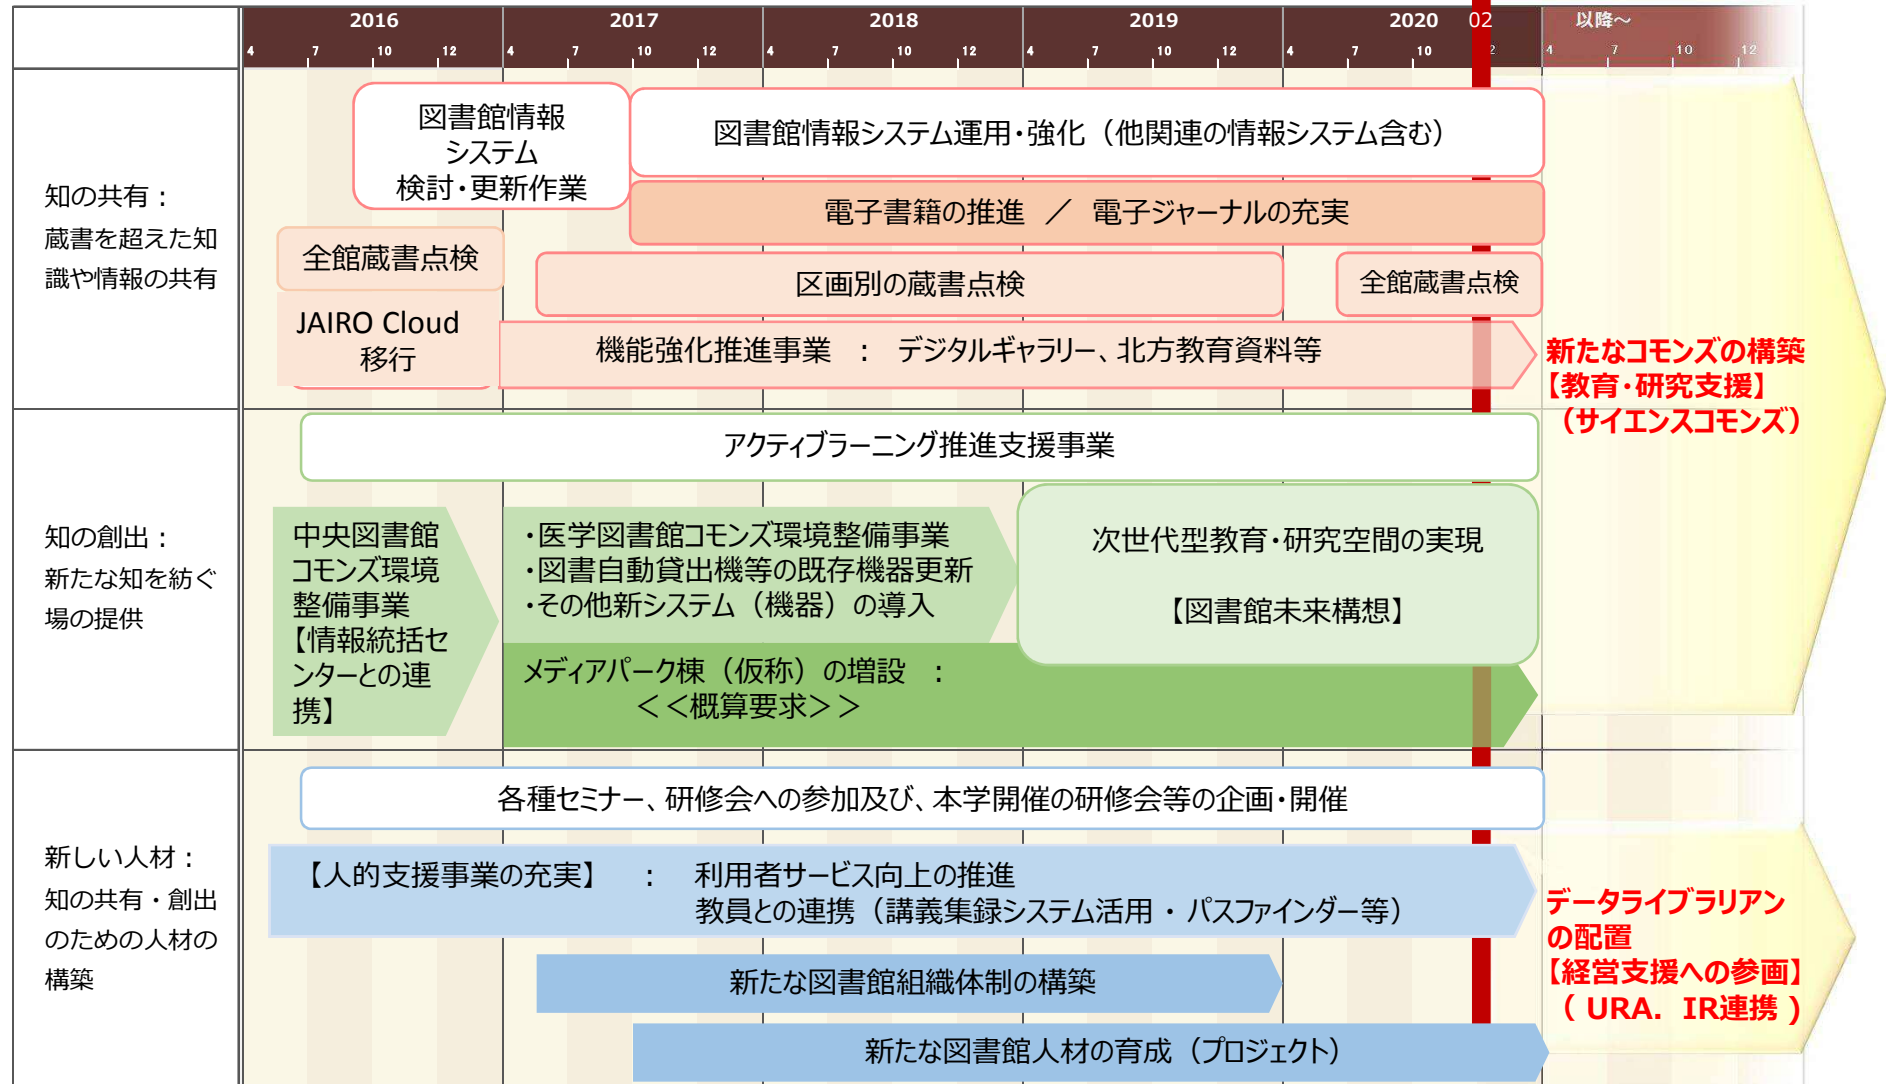 2016 2017 2018 2019 2020 02 以降～
4 7 10 12 4 7 10 12 4 7 10 12 4 7 10 12 4 7 10 2 4 7 10 12
知の共有：
蔵書を超えた知
識や情報の共有
図書館情報
システム
検討・更新作業
図書館情報システム運用・強化（他関連の情報システム含む）
電子書籍の推進 ／ 電子ジャーナルの充実
全館蔵書点検
区画別の蔵書点検
全館蔵書点検
JAIRO Cloud
移行
機能強化推進事業 ： デジタルギャラリー、北方教育資料等
新たなコモンズの構築
【教育・研究支援】
（サイエンスコモンズ）
知の創出：
新たな知を紡ぐ
場の提供
アクティブラーニング推進支援事業
中央図書館
コモンズ環境
整備事業
【情報統括セ
ンターとの連
携】
・医学図書館コモンズ環境整備事業
・図書自動貸出機等の既存機器更新
・その他新システム（機器）の導入
次世代型教育・研究空間の実現
【図書館未来構想】
メディアパーク棟（仮称）の増設 ：
＜＜概算要求＞＞
新しい人材：
知の共有・創出
のための人材の
構築
各種セミナー、研修会への参加及び、本学開催の研修会等の企画・開催
【人的支援事業の充実】 ： 利用者サービス向上の推進
教員との連携（講義集録システム活用・パスファインダー等）
新たな図書館組織体制の構築
新たな図書館人材の育成（プロジェクト）
データライブラリアン
の配置
【経営支援への参画】
（ URA．IR連携 ）